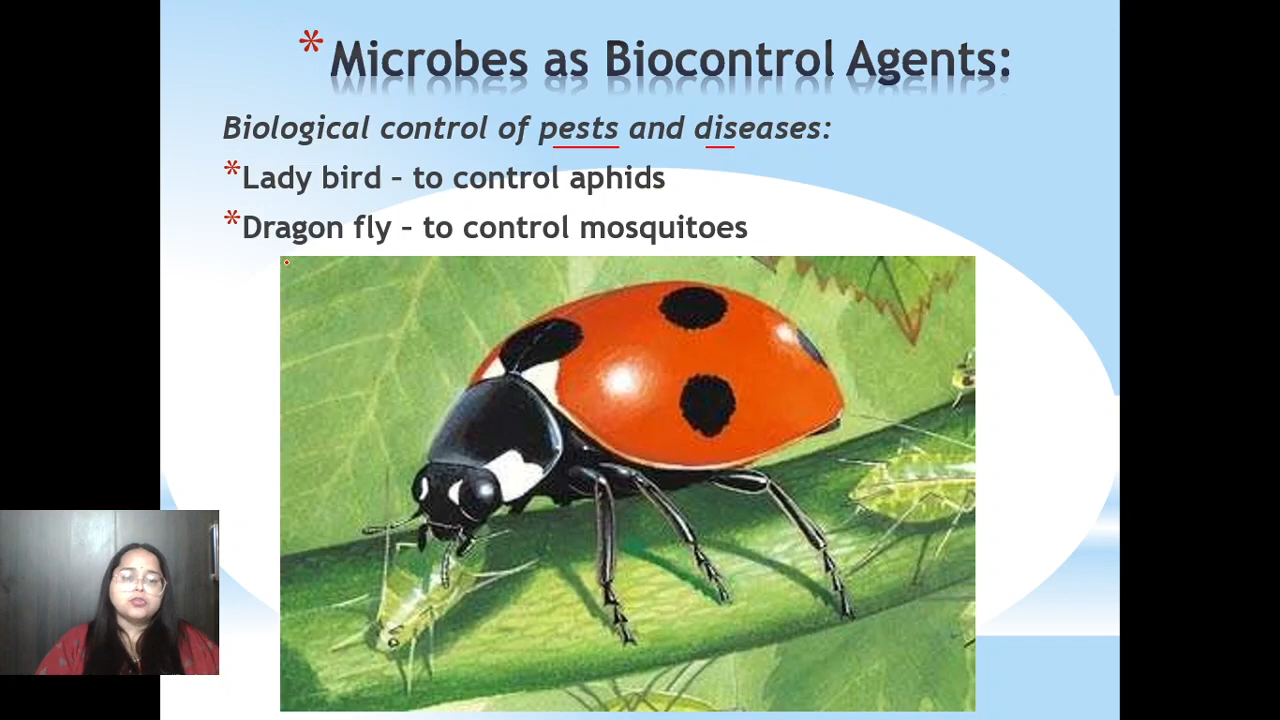 *Microbes as Biocontrol Agents:
Biological control of pests and diseases:
*Lady bird – to control aphids
*Dragon fly – to control mosquitoes